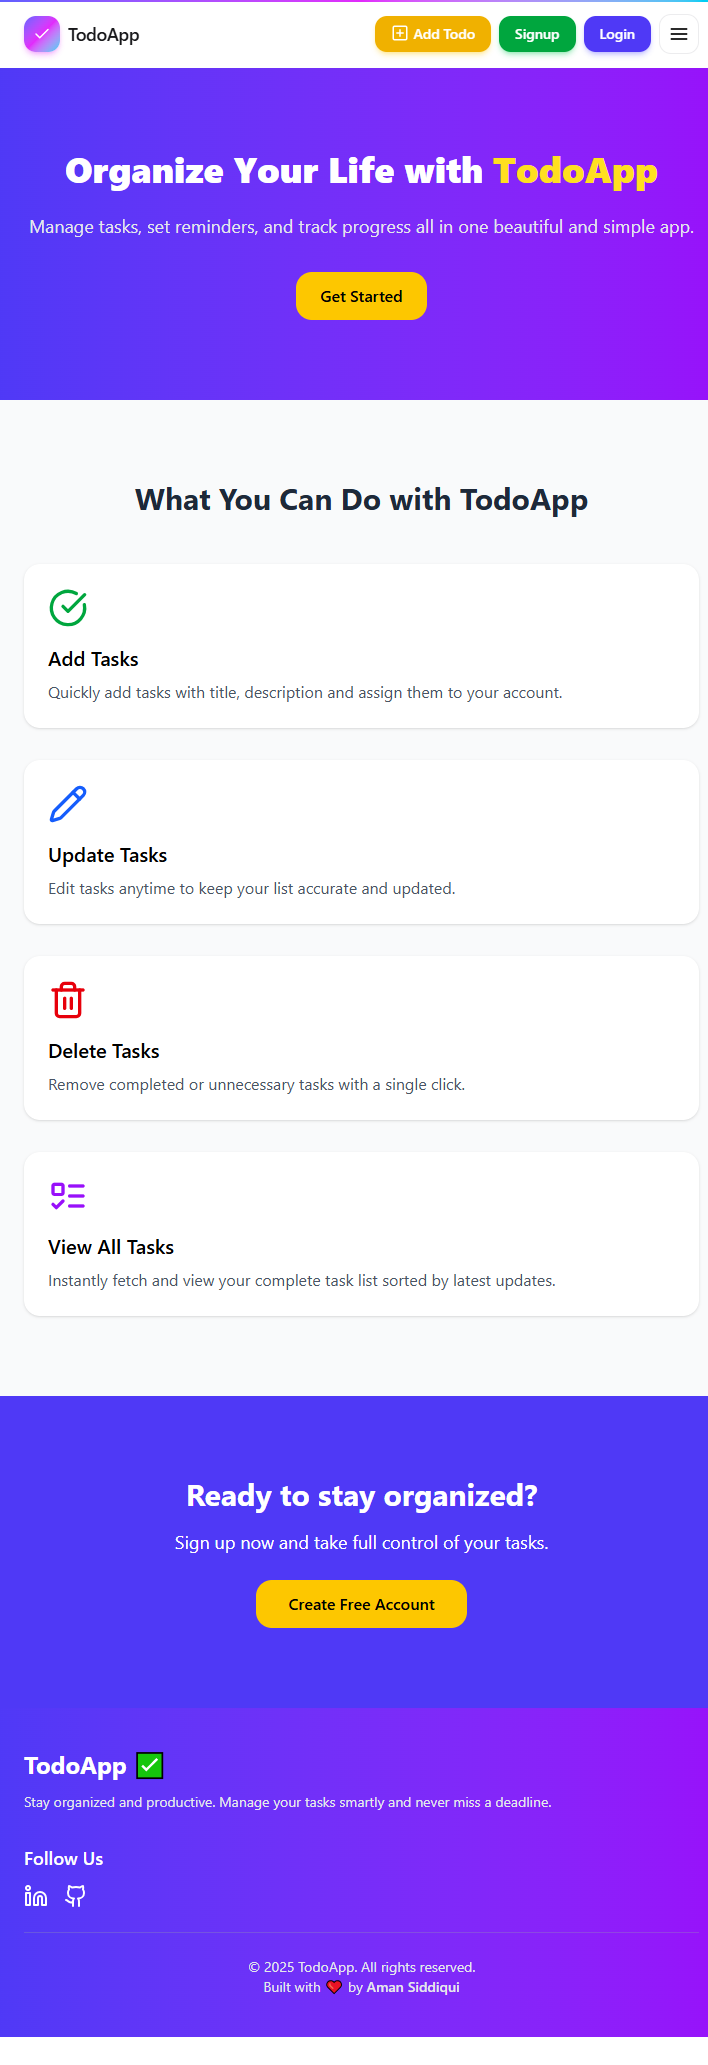 TodoApp
Add Todo
Signup
Login
Organize Your Life with TodoApp
Manage tasks, set reminders, and track progress all in one beautiful and simple app.
Get Started
What You Can Do with TodoApp
Add Tasks
Quickly add tasks with title, description and assign them to your account.
Update Tasks
Edit tasks anytime to keep your list accurate and updated.
Delete Tasks
Remove completed or unnecessary tasks with a single click.
View All Tasks
Instantly fetch and view your complete task list sorted by latest updates.
Ready to stay organized?
Sign up now and take full control of your tasks.
Create Free Account
TodoApp ✅
Stay organized and productive. Manage your tasks smartly and never miss a deadline.
Follow Us
© 2025 TodoApp. All rights reserved.
Built with ❤️ by Aman Siddiqui